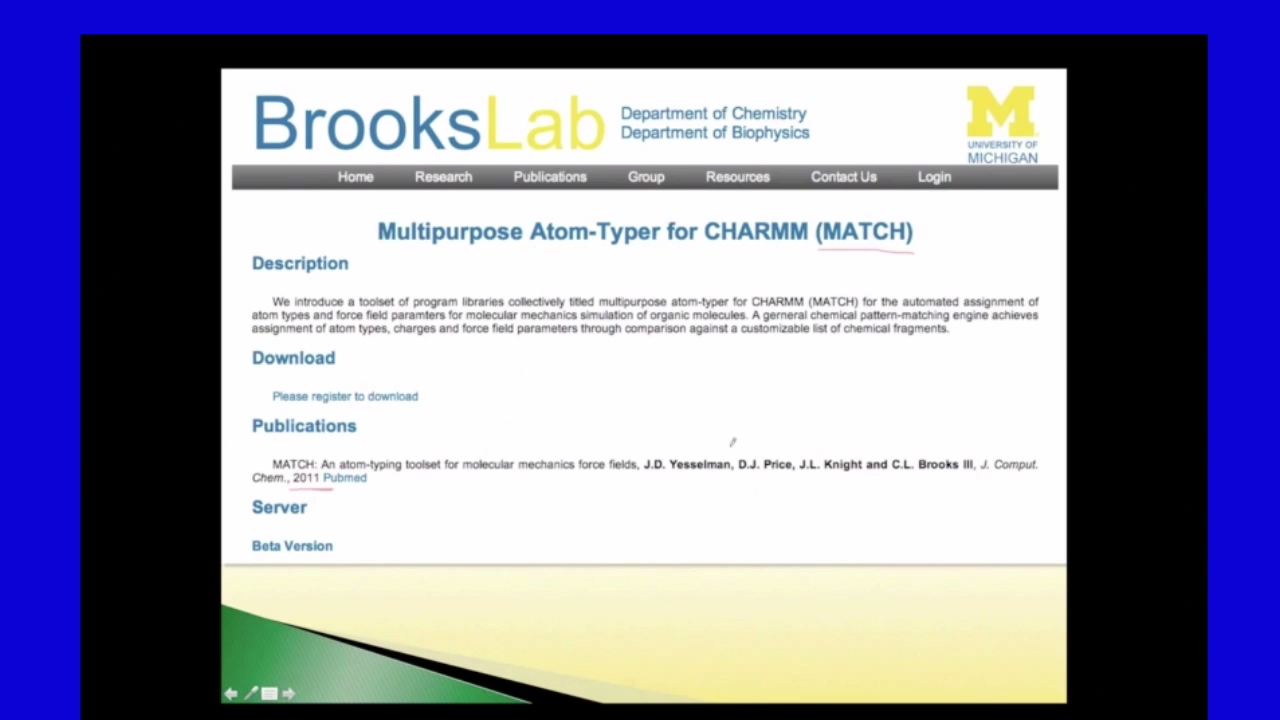 BrooksLab
Department of Chemistry
Department of Biophysics
M
UNIVERSITY OF
MICHIGAN
Home Research Publications Group Resources Contact Us Login
Multipurpose Atom-Typer for CHARMM (MATCH)
Description
We introduce a toolset of program libraries collectively titled multipurpose atom-typer for CHARMM (MATCH) for the automated assignment of
atom types and force field paramters for molecular mechanics simulation of organic molecules. A gerneral chemical pattern-matching engine achieves
assignment of atom types, charges and force field parameters through comparison against a customizable list of chemical fragments.
Download
Please register to download
Publications
MATCH: An atom-typing toolset for molecular mechanics force fields, J.D. Yesselman, D.J. Price, J.L. Knight and C.L. Brooks III, J. Comput.
Chem., 2011 Pubmed
Server
Beta Version